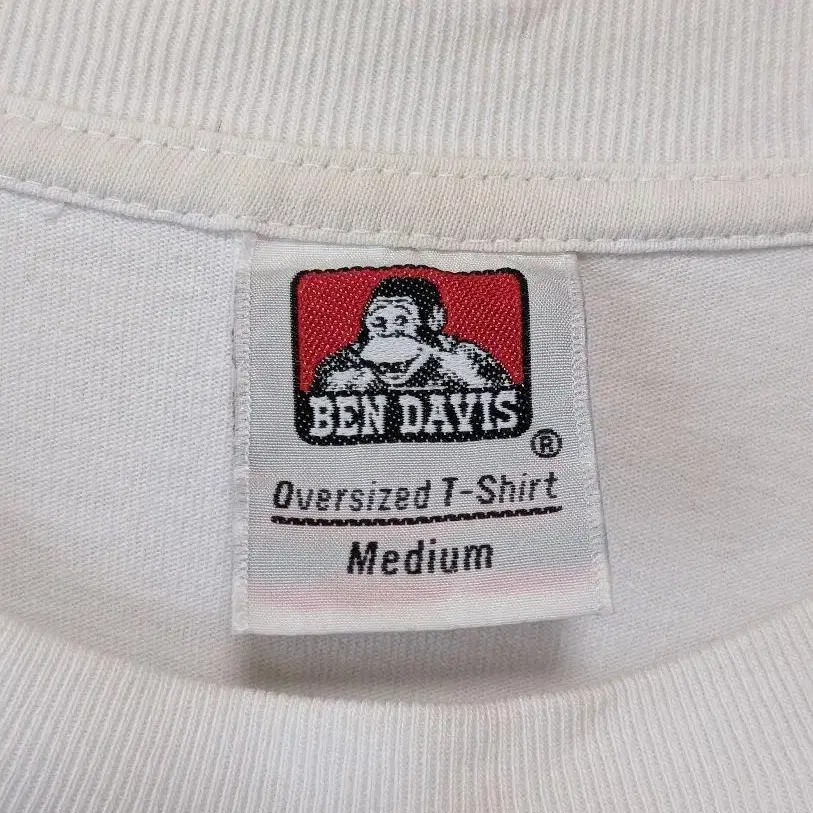 BEN DAVIS
®
Oversized T-Shirt
Medium